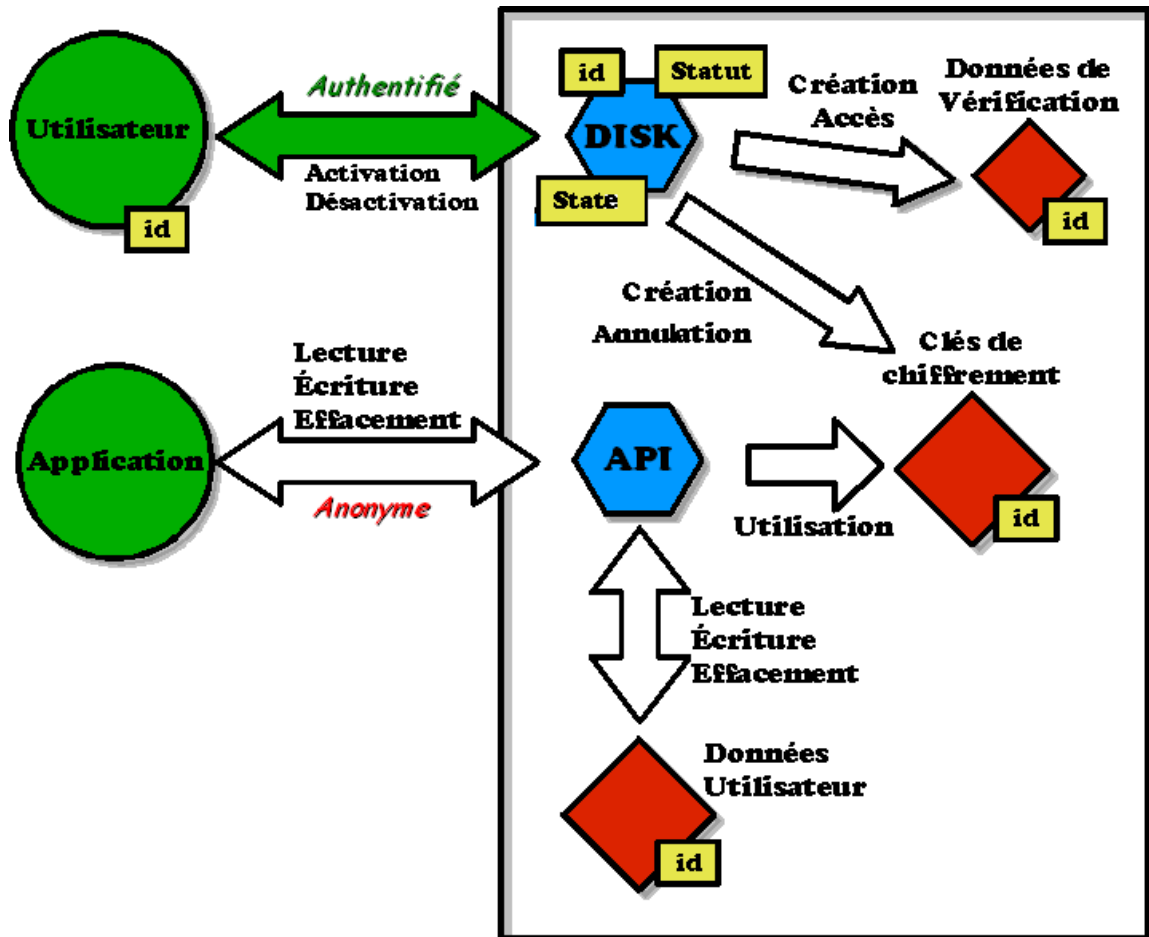 Utilisateur
id
Authentifié
Activation
Désactivation
id
Statut
DISK
State
Création
Accès
Données de
Vérification
id
Création
Annulation
Clés de
chiffrement
id
Application
Lecture
Écriture
Effacement
Anonyme
API
Utilisation
Lecture
Écriture
Effacement
Données
Utilisateur
id